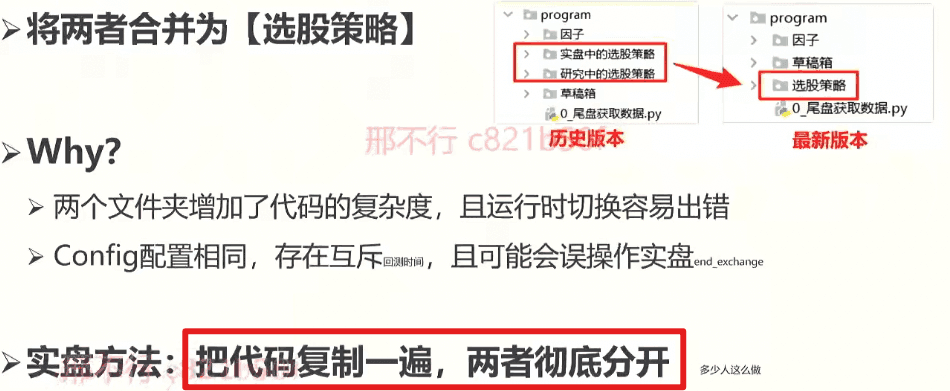 将两者合并为【选股策略】
program
因子
实盘中的选股策略
研究中的选股策略
草稿箱
0_尾盘获取数据.py
历史版本
program
因子
草稿箱
选股策略
0_尾盘获取数据.py
最新版本
邢不行
Why?
两个文件夹增加了代码的复杂度，且运行时切换容易出错
Config配置相同，存在互斥回测时间，且可能会误操作实盘end_exchange
实盘方法：把代码复制一遍，两者彻底分开 多少人这么做